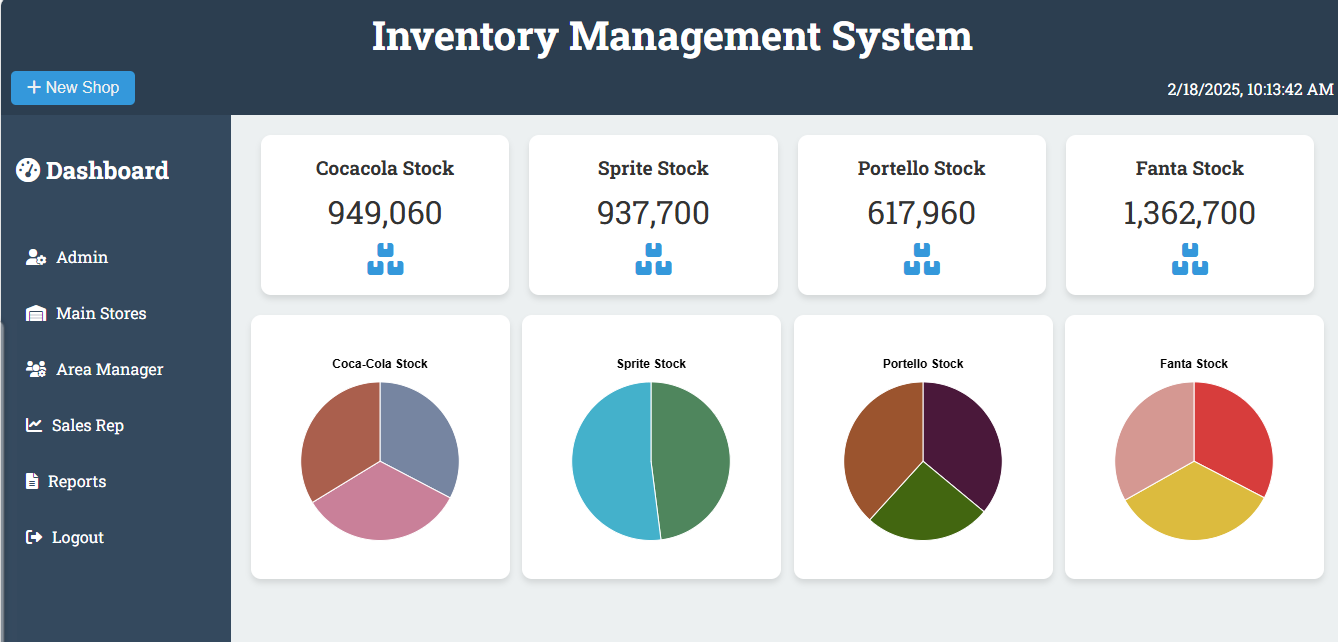 Inventory Management System
+ New Shop
2/18/2025, 10:13:42 AM
Dashboard
Admin
Main Stores
Area Manager
Sales Rep
Reports
Logout
Cocacola Stock
949,060
Sprite Stock
937,700
Portello Stock
617,960
Fanta Stock
1,362,700
Coca-Cola Stock
Sprite Stock
Portello Stock
Fanta Stock